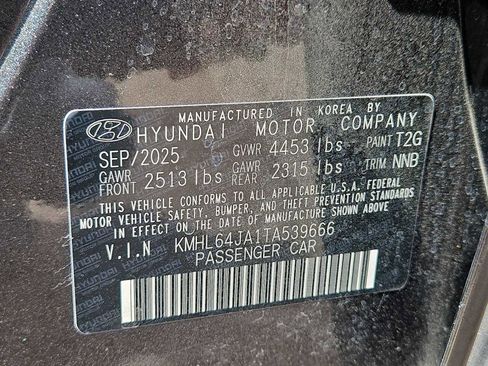 MANUFACTURED IN KOREA BY
HYUNDAI MOTOR COMPANY
SEP/2025 GVWR 4453 lbs PAINT T2G
GAWR FRONT 2513 lbs GAWR REAR 2315 lbs TRIM NNB
THIS VEHICLE CONFORMS TO ALL APPLICABLE U.S.A. FEDERAL
MOTOR VEHICLE SAFETY, BUMPER, AND THEFT PREVENTION STANDARDS
IN EFFECT ON THE DATE OF MANUFACTURE SHOWN ABOVE.
V.I.N KMHL64JA1TA539666
PASSENGER CAR